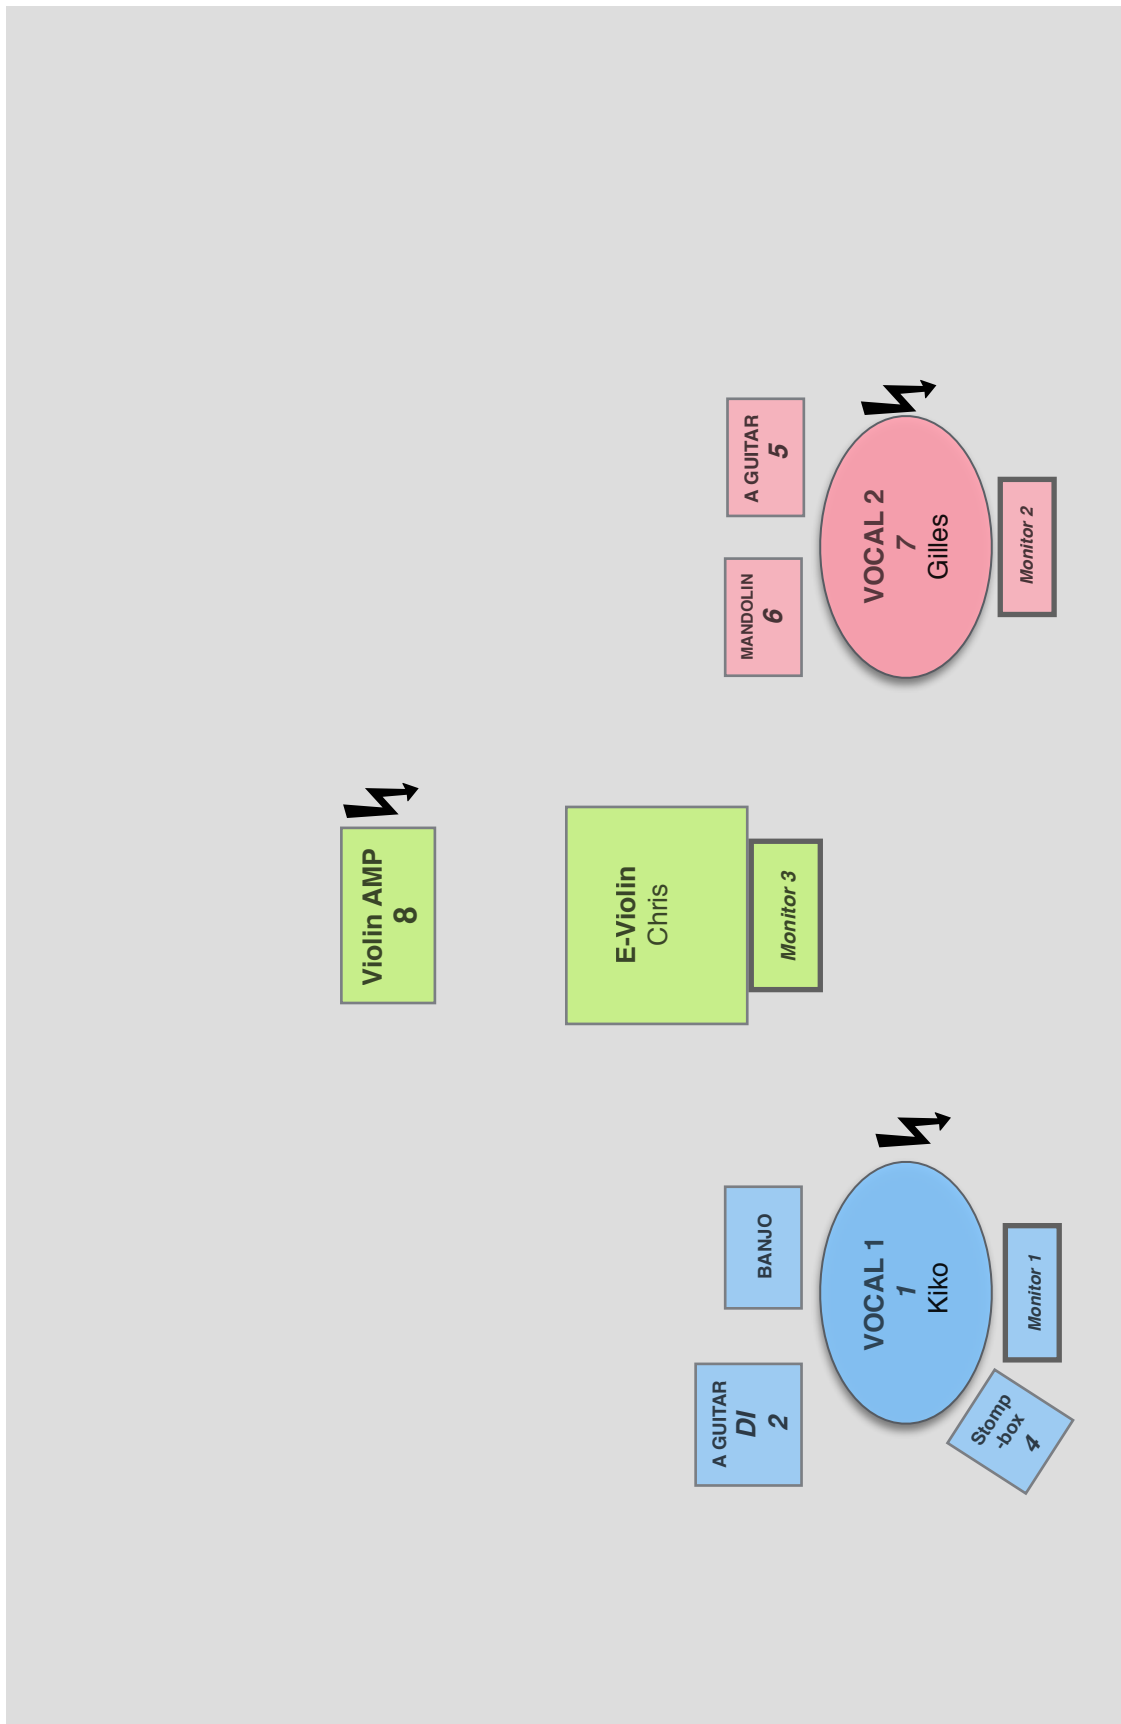 Violin AMP
8
E-Violin
Chris
Monitor 3
A GUITAR
DI
2
BANJO
MANDOLIN
6
A GUITAR
5
VOCAL 1
1
Kiko
VOCAL 2
7
Gilles
Stomp
-box
4
Monitor 1
Monitor 2